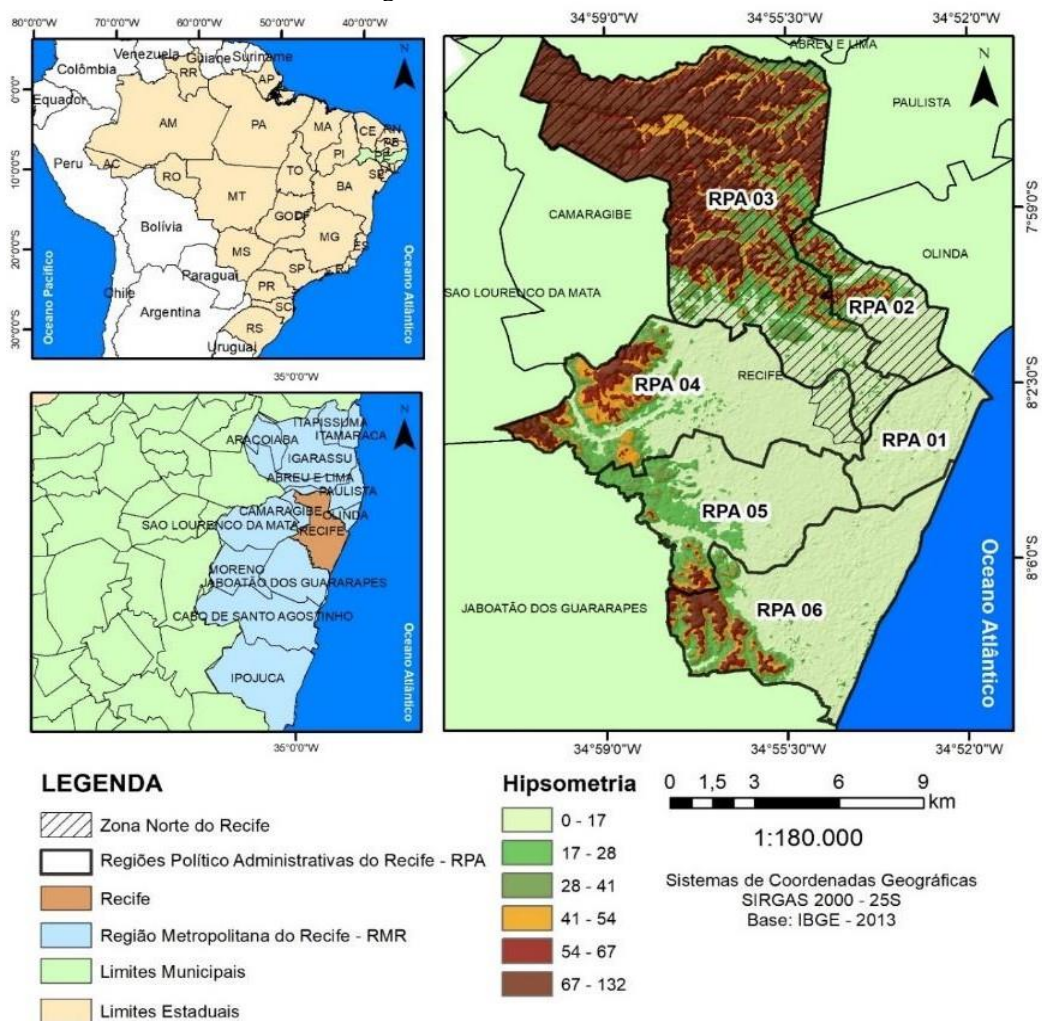 80°0'0"W 70°0'0"W 60°0'0"W 50°0'0"W 40°0'0"W
0°0'0"
10°0'0"S
20°0'0"S
30°0'0"S
N
Venezuela
Guiane
Suriname
Colômbia
Equador
Peru
Bolívia
Paraguai
Chile
Argentina
Uruguai
RR
AP
AM
PA
MA
CE
RN
PB
PE
AL
SE
PI
AC
RO
TO
BA
MT
GO
DF
MG
ES
MS
SP
RJ
PR
SC
RS
Oceano Pacífico
Oceano Atlântico
35°0'0"W
N
ITAPISSUMA
ITAMARACA
ARAÇOIABA
IGARASSU
ABREU E LIMA
PAULISTA
CAMARAGIBE
OLINDA
SAO LOURENCO DA MATA
RECIFE
MORENO
JABOATÃO DOS GUARARAPES
CABO DE SANTO AGOSTINHO
IPOJUCA
Oceano Atlântico
35°0'0"W
34°59'0"W 34°55'30"W 34°52'0"W
ABREU E LIMA
N
PAULISTA
RPA 03
CAMARAGIBE
OLINDA
SAO LOURENCO DA MATA
RPA 02
RECIFE
RPA 04
RPA 01
RPA 05
RPA 06
JABOATÃO DOS GUARARAPES
Oceano Atlântico
7°59'0"S
34°59'0"W 34°55'30"W 34°52'0"W
LEGENDA
Zona Norte do Recife
Regiões Político Administrativas do Recife - RPA
Recife
Região Metropolitana do Recife - RMR
Limites Municipais
Limites Estaduais
Hipsometria
0 - 17
17 - 28
28 - 41
41 - 54
54 - 67
67 - 132
0 1,5 3 6 9
km
1:180.000
Sistemas de Coordenadas Geográficas
SIRGAS 2000 - 25S
Base: IBGE - 2013